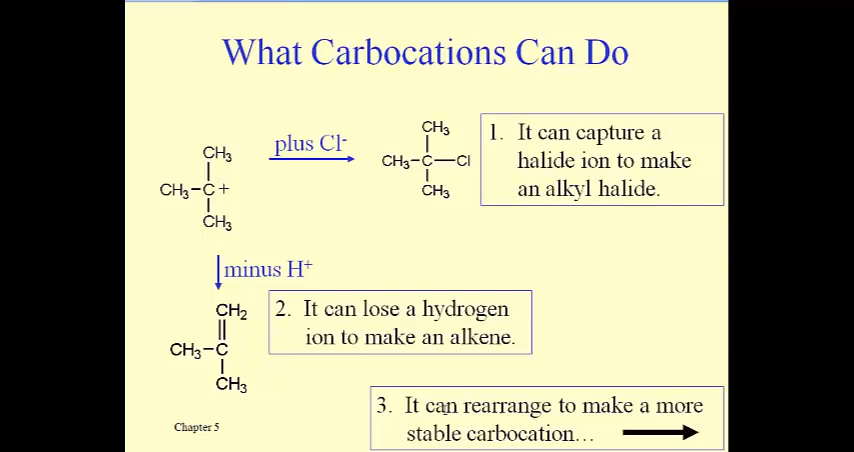 What Carbocations Can Do
CH3
CH3-C+
CH3
plus Cl-
CH3
CH3-C-Cl
CH3
1. It can capture a
halide ion to make
an alkyl halide.
minus H+
CH2
CH3-C
CH3
2. It can lose a hydrogen
ion to make an alkene.
3. It can rearrange to make a more
stable carbocation...
Chapter 5